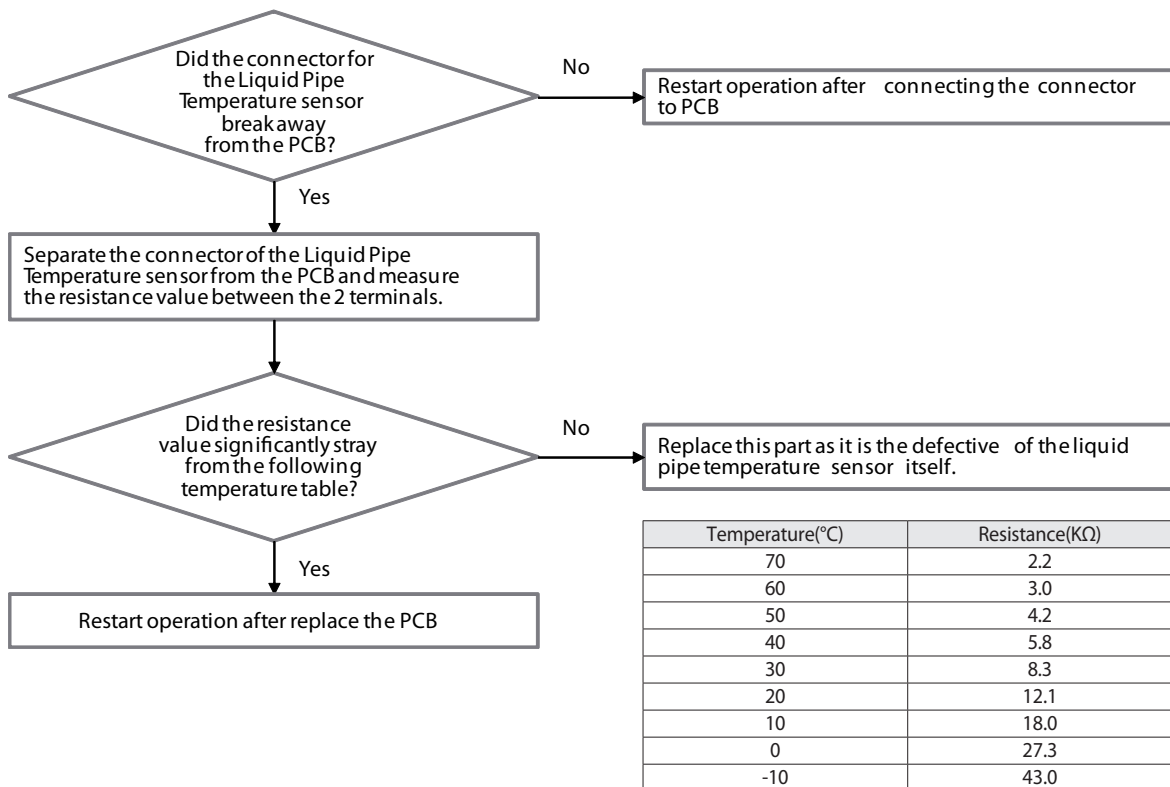 Did the connector for
the Liquid Pipe
Temperature sensor
break away
from the PCB?
No
Restart operation after connecting the connector
to PCB
Yes
Separate the connector of the Liquid Pipe
Temperature sensor from the PCB and measure
the resistance value between the 2 terminals.
Did the resistance
value significantly stray
from the following
temperature table?
No
Replace this part as it is the defective of the liquid
pipe temperature sensor itself.
Yes
Restart operation after replace the PCB
Temperature(°C) Resistance(KΩ)
70 2.2
60 3.0
50 4.2
40 5.8
30 8.3
20 12.1
10 18.0
0 27.3
-10 43.0